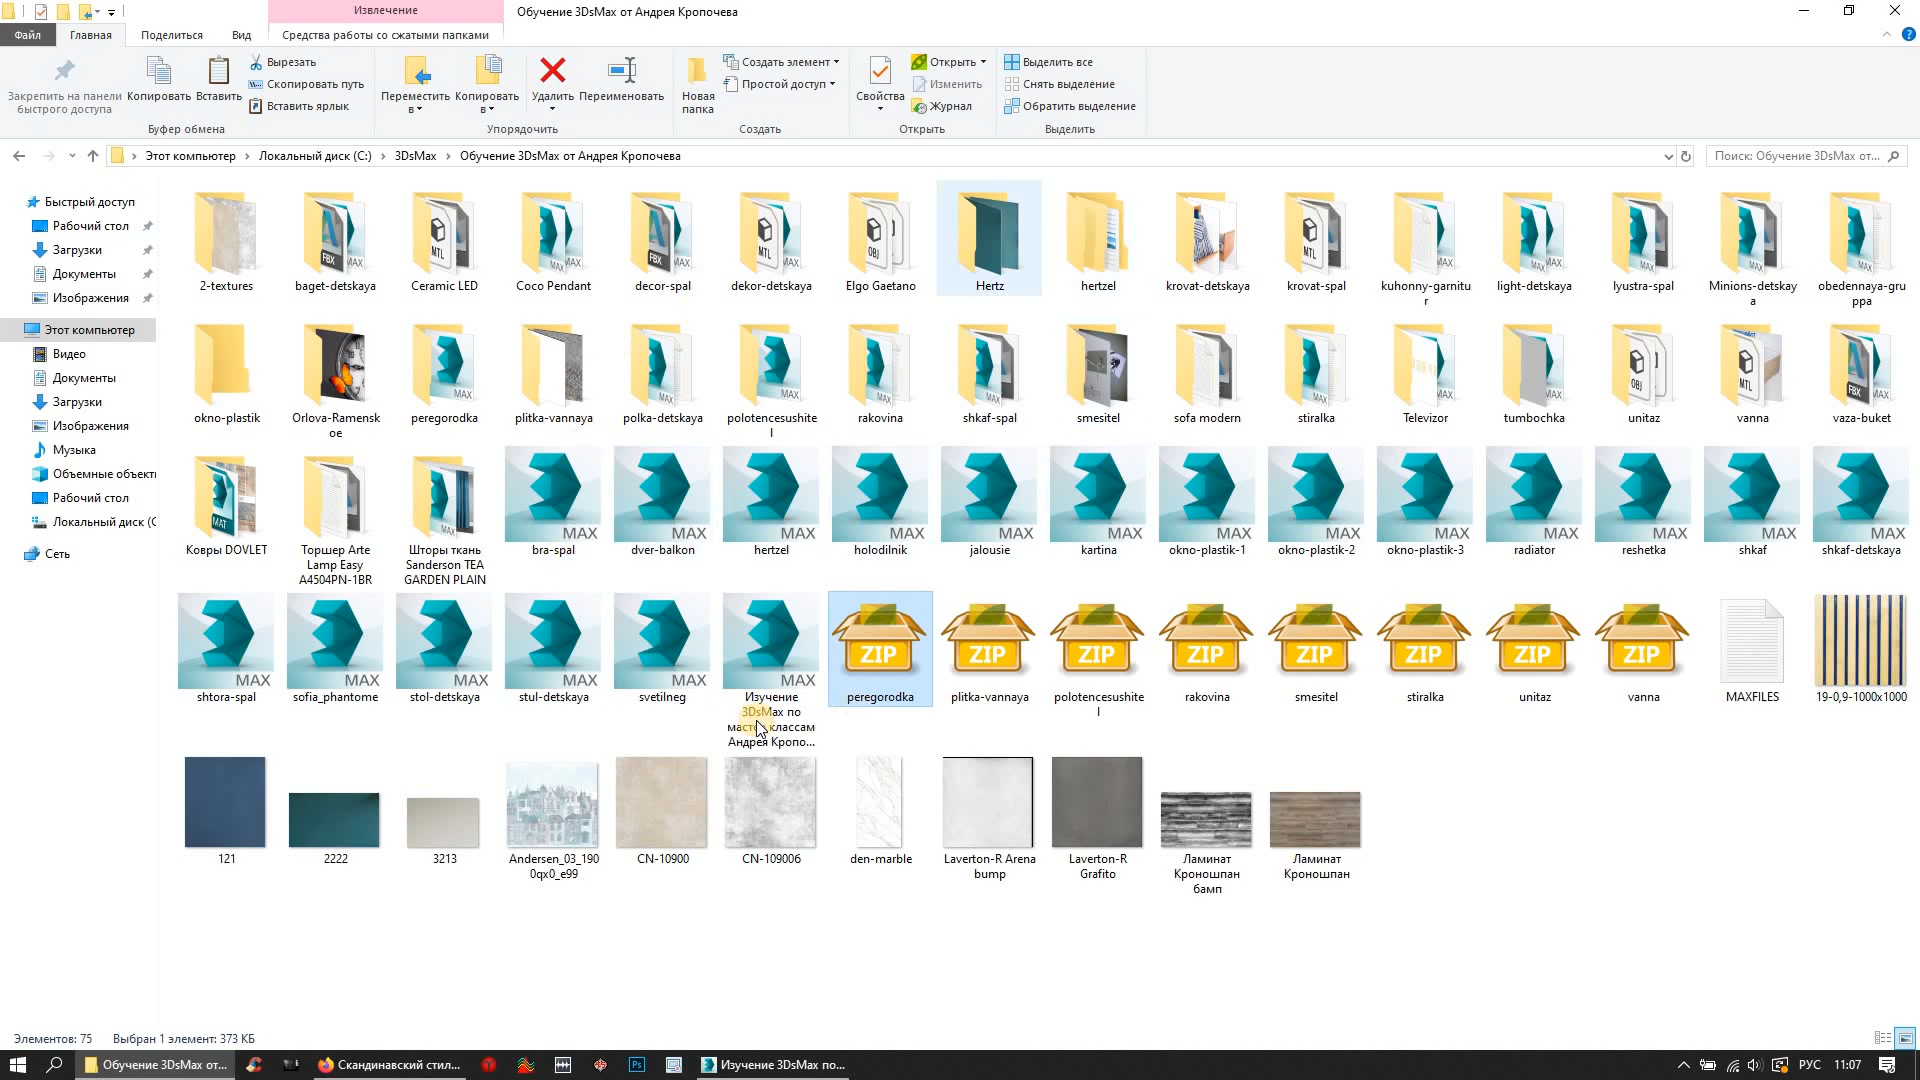 Извлечение
Обучение 3DsMax от Андрея Кропочева
Файл
Главная
Поделиться
Вид
Средства работы со сжатыми папками
Закрепить на панели
быстрого доступа
Копировать
Вставить
Вырезать
Скопировать путь
Вставить ярлык
Переместить
в
Копировать
в
Удалить
Переименовать
Новая
папка
Создать элемент
Простой доступ
Свойства
Открыть
Изменить
Журнал
Выделить все
Снять выделение
Обратить выделение
Буфер обмена
Упорядочить
Создать
Открыть
Выделить
Этот компьютер
Локальный диск (C:)
3DsMax
Обучение 3DsMax от Андрея Кропочева
Поиск: Обучение 3DsMax от...
Быстрый доступ
Рабочий стол
Загрузки
Документы
Изображения
Этот компьютер
Видео
Документы
Загрузки
Изображения
Музыка
Объемные объекты
Рабочий стол
Локальный диск (C
Сеть
2-textures
baget-detskaya
Ceramic LED
Coco Pendant
decor-spal
dekor-detskaya
Elgo Gaetano
Hertz
hertzel
krovat-detskaya
krovat-spal
kuhonny-garnitu
r
light-detskaya
lyustra-spal
Minions-detskay
a
obedennaya-gru
ppa
okno-plastik
Orlova-Ramensk
oe
peregorodka
plitka-vannaya
polka-detskaya
polotencesushite
l
rakovina
shkaf-spal
smesitel
sofa modern
stiralka
Televizor
tumbochka
unitaz
vanna
vaza-buket
Ковры DOVLET
Торшер Arte
Lamp Easy
A4504PN-1BR
Шторы ткань
Sanderson TEA
GARDEN PLAIN
bra-spal
dver-balkon
hertzel
holodilnik
jalousie
kartina
okno-plastik-1
okno-plastik-2
okno-plastik-3
radiator
reshetka
shkaf
shkaf-detskaya
shtora-spal
sofia_phantome
stol-detskaya
stul-detskaya
svetilneg
Изучение
3DsMax по
мастер классам
Андрея Кропо...
peregorodka
plitka-vannaya
polotencesushite
l
rakovina
smesitel
stiralka
unitaz
vanna
MAXFILES
19-0,9-1000x1000
121
2222
3213
Andersen_03_190
0qx0_e99
CN-10900
CN-109006
den-marble
Laverton-R Arena
bump
Laverton-R
Grafito
Ламинат
Кроношпан
бамп
Ламинат
Кроношпан
Элементов: 75
Выбран 1 элемент: 373 КБ
Обучение 3DsMax от...
Скандинавский стил...
Изучение 3DsMax по...
РУС
11:07